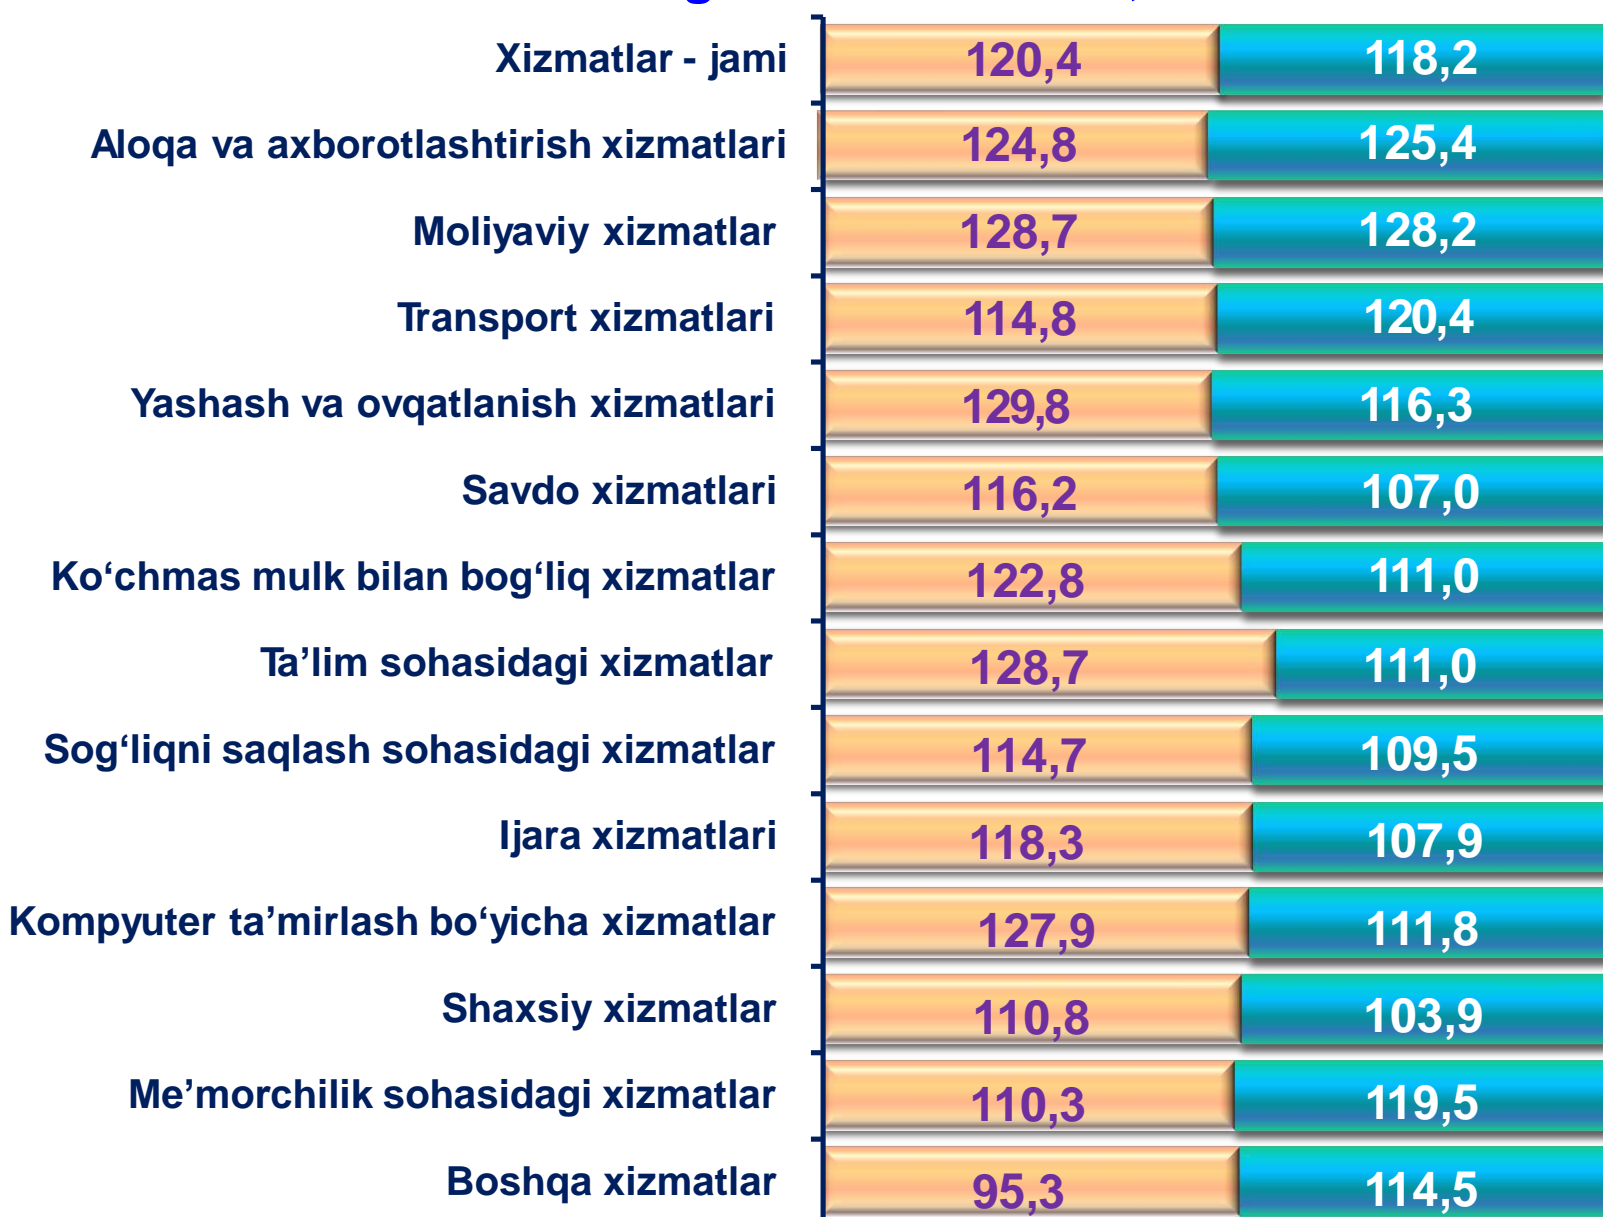 Xizmatlar - jami 120,4 118,2
Aloqa va axborotlashtirish xizmatlari 124,8 125,4
Moliyaviy xizmatlar 128,7 128,2
Transport xizmatlari 114,8 120,4
Yashash va ovqatlanish xizmatlari 129,8 116,3
Savdo xizmatlari 116,2 107,0
Ko‘chmas mulk bilan bog‘liq xizmatlar 122,8 111,0
Ta’lim sohasidagi xizmatlar 128,7 111,0
Sog‘liqni saqlash sohasidagi xizmatlar 114,7 109,5
Ijara xizmatlari 118,3 107,9
Kompyuter ta’mirlash bo‘yicha xizmatlar 127,9 111,8
Shaxsiy xizmatlar 110,8 103,9
Me’morchilik sohasidagi xizmatlar 110,3 119,5
Boshqa xizmatlar 95,3 114,5